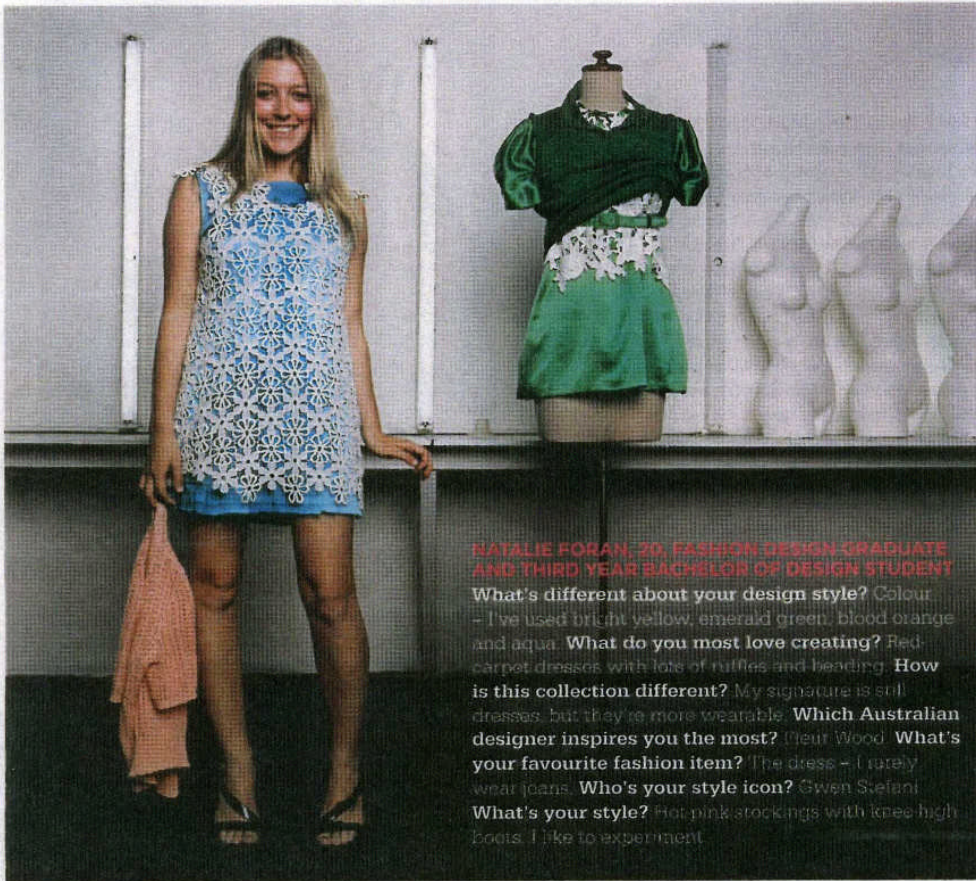 NATALIE FORAN, 20, FASHION DESIGN GRADUATE
AND THIRD YEAR BACHELOR OF DESIGN STUDENT
What's different about your design style? Colour
– I've used bright yellow, emerald green, blood orange
and aqua. What do you most love creating? Red-
carpet dresses with lots of ruffles and beading. How
is this collection different? My signature is still
dresses, but they're more wearable. Which Australian
designer inspires you the most? Fleur Wood. What's
your favourite fashion item? The dress – I rarely
wear jeans. Who's your style icon? Gwen Stefani.
What's your style? Hot-pink stockings with knee-high
boots. I like to experiment.